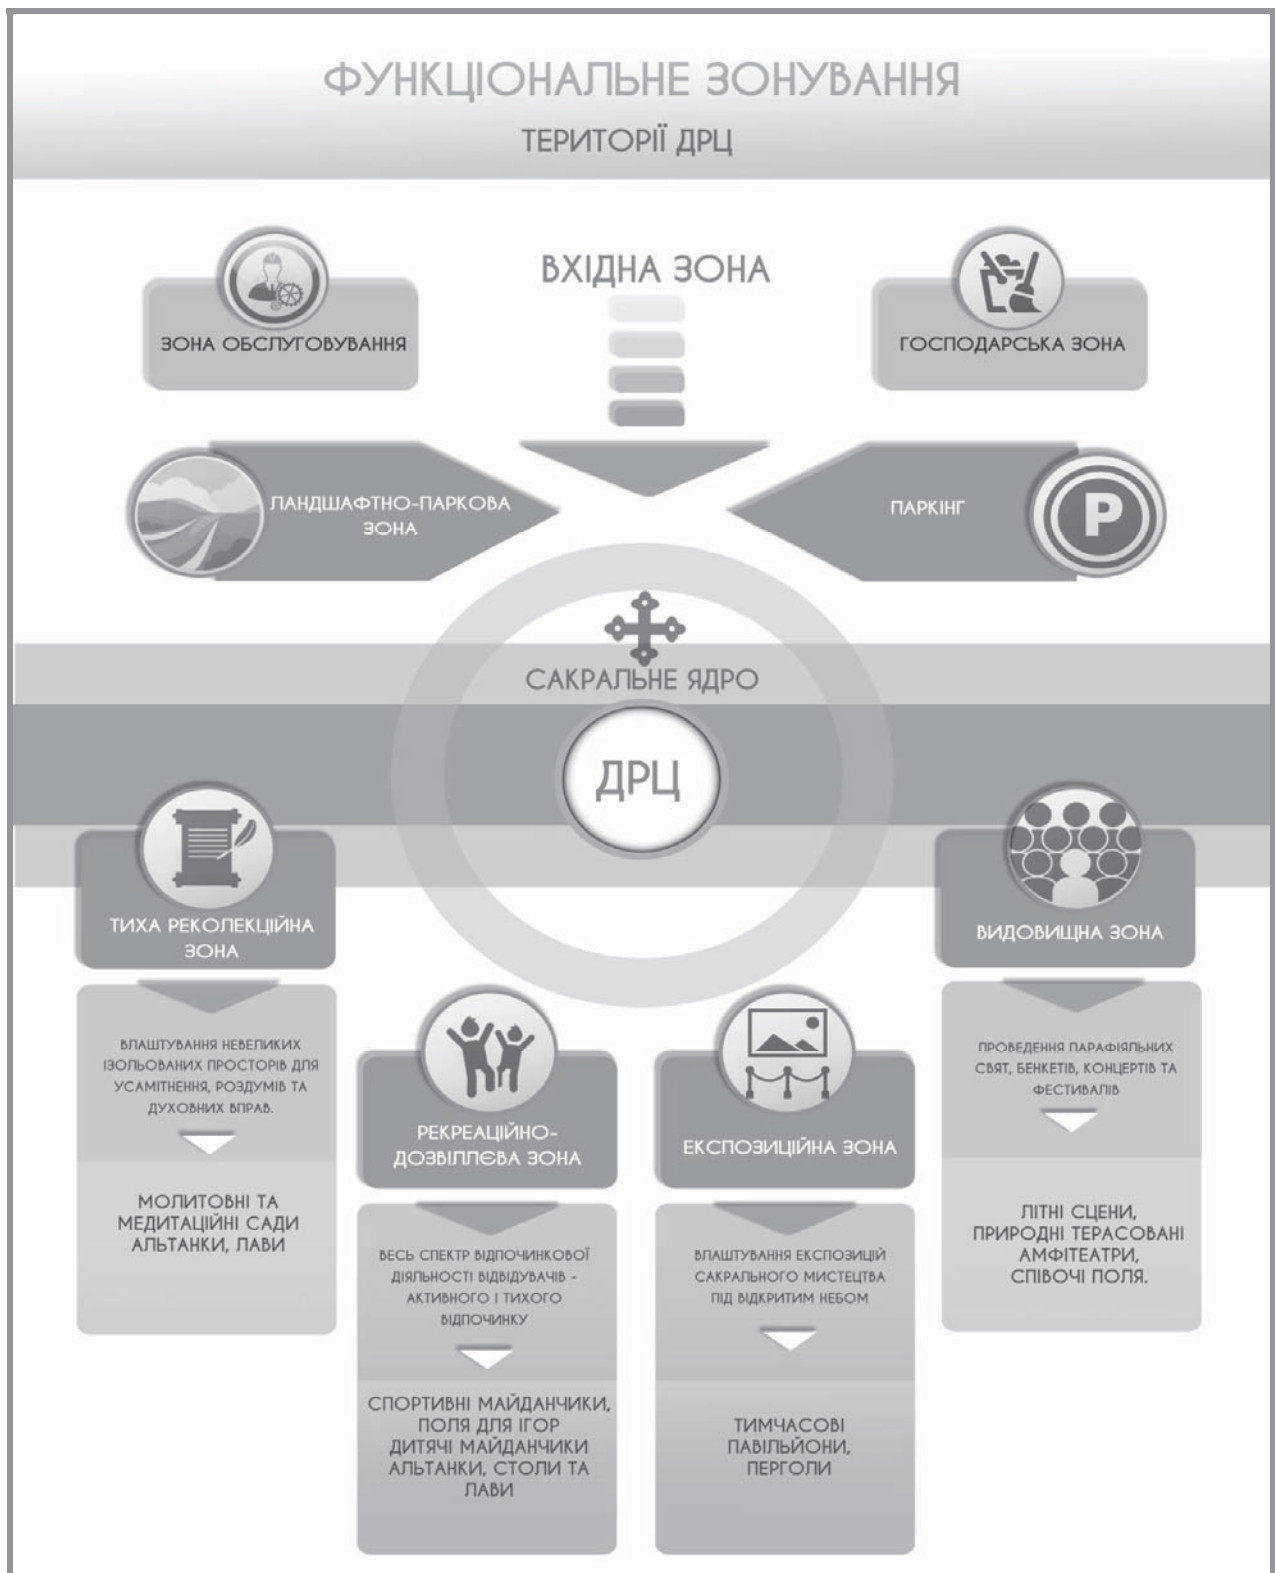 ФУНКЦІОНАЛЬНЕ ЗОНУВАННЯ
ТЕРИТОРІЇ ДРЦ
ВХІДНА ЗОНА
ЗОНА ОБСЛУГОВУВАННЯ
ГОСПОДАРСЬКА ЗОНА
ЛАНДШАФТНО-ПАРКОВА
ЗОНА
ПАРКІНГ
P
САКРАЛЬНЕ ЯДРО
ДРЦ
ТИХА РЕКОЛЕКЦІЙНА
ЗОНА
ВЛАШТУВАННЯ НЕВЕЛИКИХ
ІЗОЛЬОВАНИХ ПРОСТОРІВ ДЛЯ
УСАМІТНЕННЯ, РОЗДУМІВ ТА
ДУХОВНИХ ВПРАВ.
МОЛИТОВНІ ТА
МЕДИТАЦІЙНІ САДИ
АЛЬТАНКИ, ЛАВИ
РЕКРЕАЦІЙНО-
ДОЗВІЛЛЄВА ЗОНА
ВЕСЬ СПЕКТР ВІДПОЧИНКОВОЇ
ДІЯЛЬНОСТІ ВІДВІДУВАЧІВ -
АКТИВНОГО І ТИХОГО
ВІДПОЧИНКУ
СПОРТИВНІ МАЙДАНЧИКИ,
ПОЛЯ ДЛЯ ІГОР
ДИТЯЧІ МАЙДАНЧИКИ
АЛЬТАНКИ, СТОЛИ ТА
ЛАВИ
ЕКСПОЗИЦІЙНА ЗОНА
ВЛАШТУВАННЯ ЕКСПОЗИЦІЙ
САКРАЛЬНОГО МИСТЕЦТВА
ПІД ВІДКРИТИМ НЕБОМ
ТИМЧАСОВІ
ПАВІЛЬЙОНИ,
ПЕРГОЛИ
ВИДОВИЩНА ЗОНА
ПРОВЕДЕННЯ ПАРАФІЯЛЬНИХ
СВЯТ, БЕНКЕТІВ, КОНЦЕРТІВ ТА
ФЕСТИВАЛІВ
ЛІТНІ СЦЕНИ,
ПРИРОДНІ ТЕРАСОВАНІ
АМФІТЕАТРИ,
СПІВОЧІ ПОЛЯ.